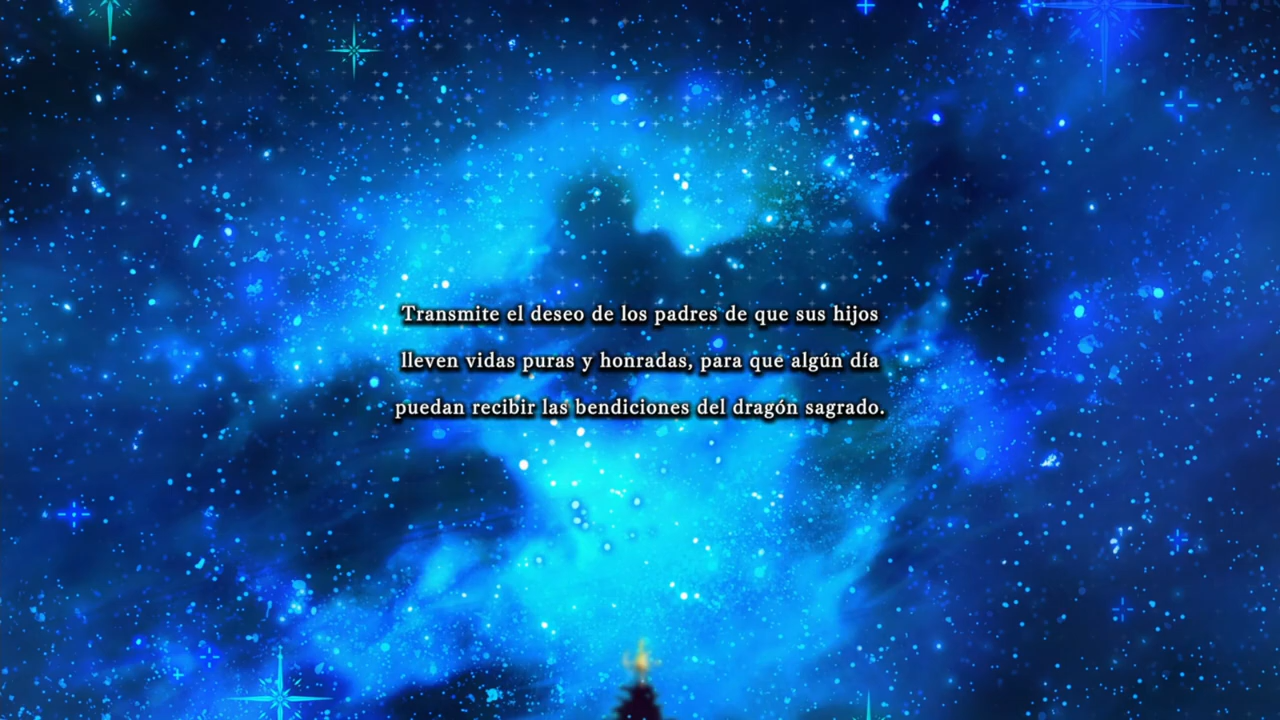 Transmite el deseo de los padres de que sus hijos
lleven vidas puras y honradas, para que algún día
puedan recibir las bendiciones del dragón sagrado.